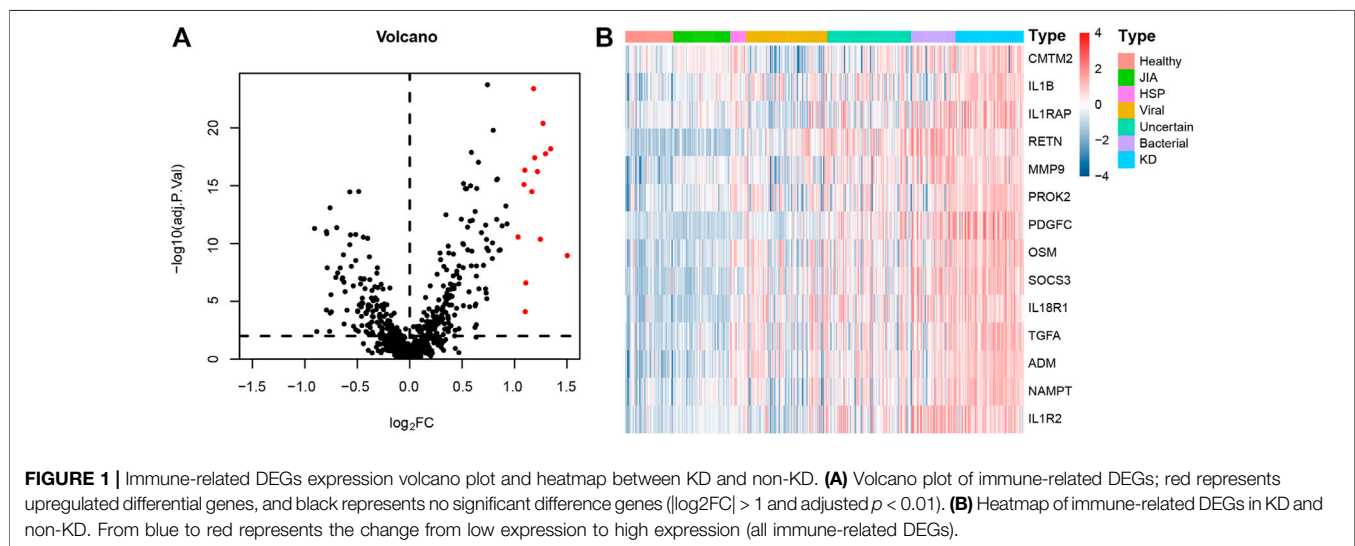 A
Volcano
−log10(adj.P.Val)
20
15
10
5
0
−1.5 −1.0 −0.5 0.0 0.5 1.0 1.5
log2FC
B
Type
CMTM2
IL1B
IL1RAP
RETN
MMP9
PROK2
PDGFC
OSM
SOCS3
IL18R1
TGFA
ADM
NAMPT
IL1R2
4
2
0
−2
−4
Type
Healthy
JIA
HSP
Viral
Uncertain
Bacterial
KD
FIGURE 1 | Immune-related DEGs expression volcano plot and heatmap between KD and non-KD. (A) Volcano plot of immune-related DEGs; red represents
upregulated differential genes, and black represents no significant difference genes (|log2FC| > 1 and adjusted p < 0.01). (B) Heatmap of immune-related DEGs in KD and
non-KD. From blue to red represents the change from low expression to high expression (all immune-related DEGs).